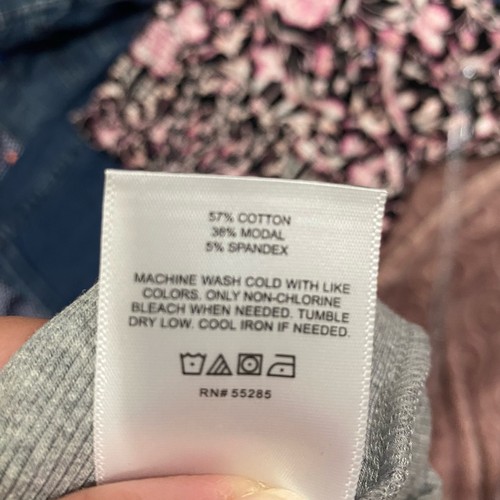 57% COTTON
38% MODAL
5% SPANDEX
MACHINE WASH COLD WITH LIKE
COLORS. ONLY NON-CHLORINE
BLEACH WHEN NEEDED. TUMBLE
DRY LOW. COOL IRON IF NEEDED.
RN# 55285